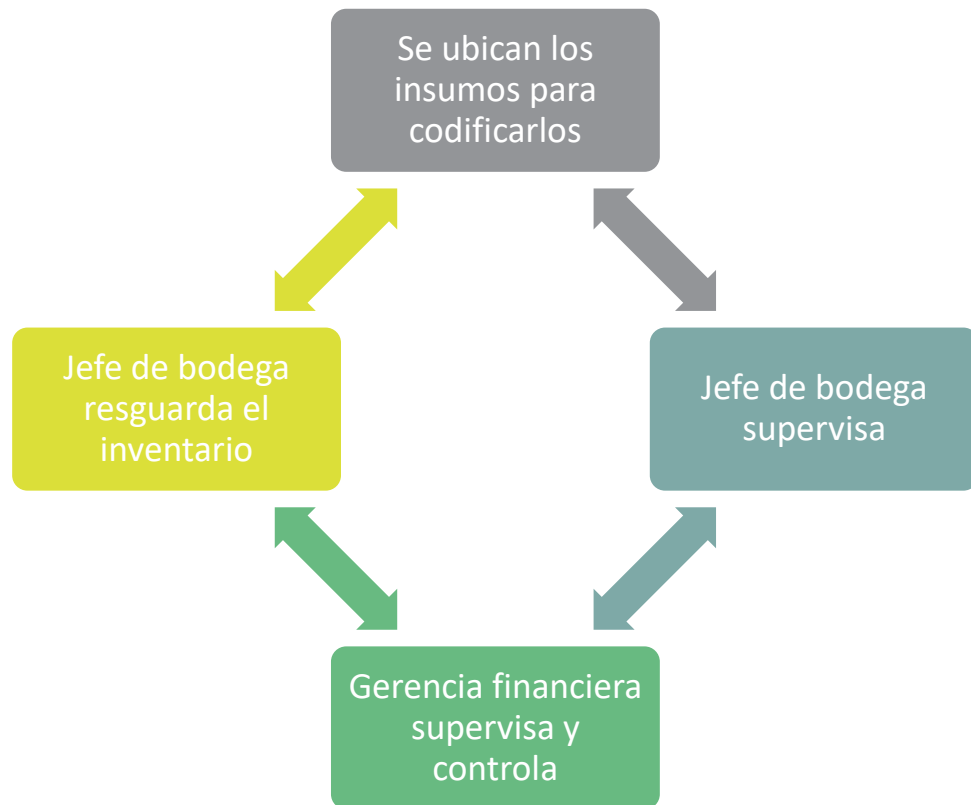 Se ubican los
insumos para
codificarlos
Jefe de bodega
resguarda el
inventario
Jefe de bodega
supervisa
Gerencia financiera
supervisa y
controla